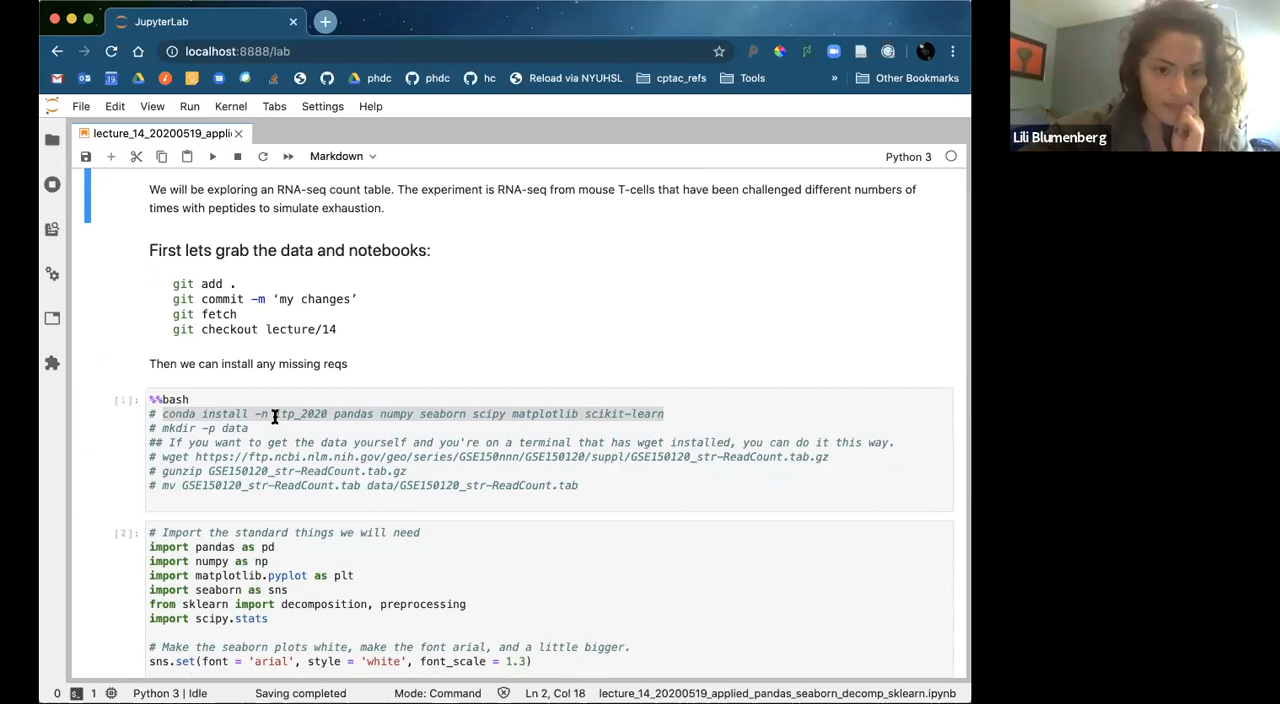 JupyterLab
localhost:8888/lab
phdc
phdc
hc
Reload via NYUHSL
cptac_refs
Tools
»
Other Bookmarks
File Edit View Run Kernel Tabs Settings Help
lecture_14_20200519_appli
Markdown
Python 3
We will be exploring an RNA-seq count table. The experiment is RNA-seq from mouse T-cells that have been challenged different numbers of
times with peptides to simulate exhaustion.
First lets grab the data and notebooks:
git add .
git commit -m ‘my changes’
git fetch
git checkout lecture/14
Then we can install any missing reqs
[1]:
%%bash
# conda install -n ftp_2020 pandas numpy seaborn scipy matplotlib scikit-learn
# mkdir -p data
## If you want to get the data yourself and you're on a terminal that has wget installed, you can do it this way.
# wget https://ftp.ncbi.nlm.nih.gov/geo/series/GSE150nnn/GSE150120/suppl/GSE150120_str-ReadCount.tab.gz
# gunzip GSE150120_str-ReadCount.tab.gz
# mv GSE150120_str-ReadCount.tab data/GSE150120_str-ReadCount.tab
[2]:
# Import the standard things we will need
import pandas as pd
import numpy as np
import matplotlib.pyplot as plt
import seaborn as sns
from sklearn import decomposition, preprocessing
import scipy.stats
# Make the seaborn plots white, make the font arial, and a little bigger.
sns.set(font = 'arial', style = 'white', font_scale = 1.3)
0 1 Python 3 | Idle Saving completed Mode: Command Ln 2, Col 18 lecture_14_20200519_applied_pandas_seaborn_decomp_sklearn.ipynb
Lili Blumenberg